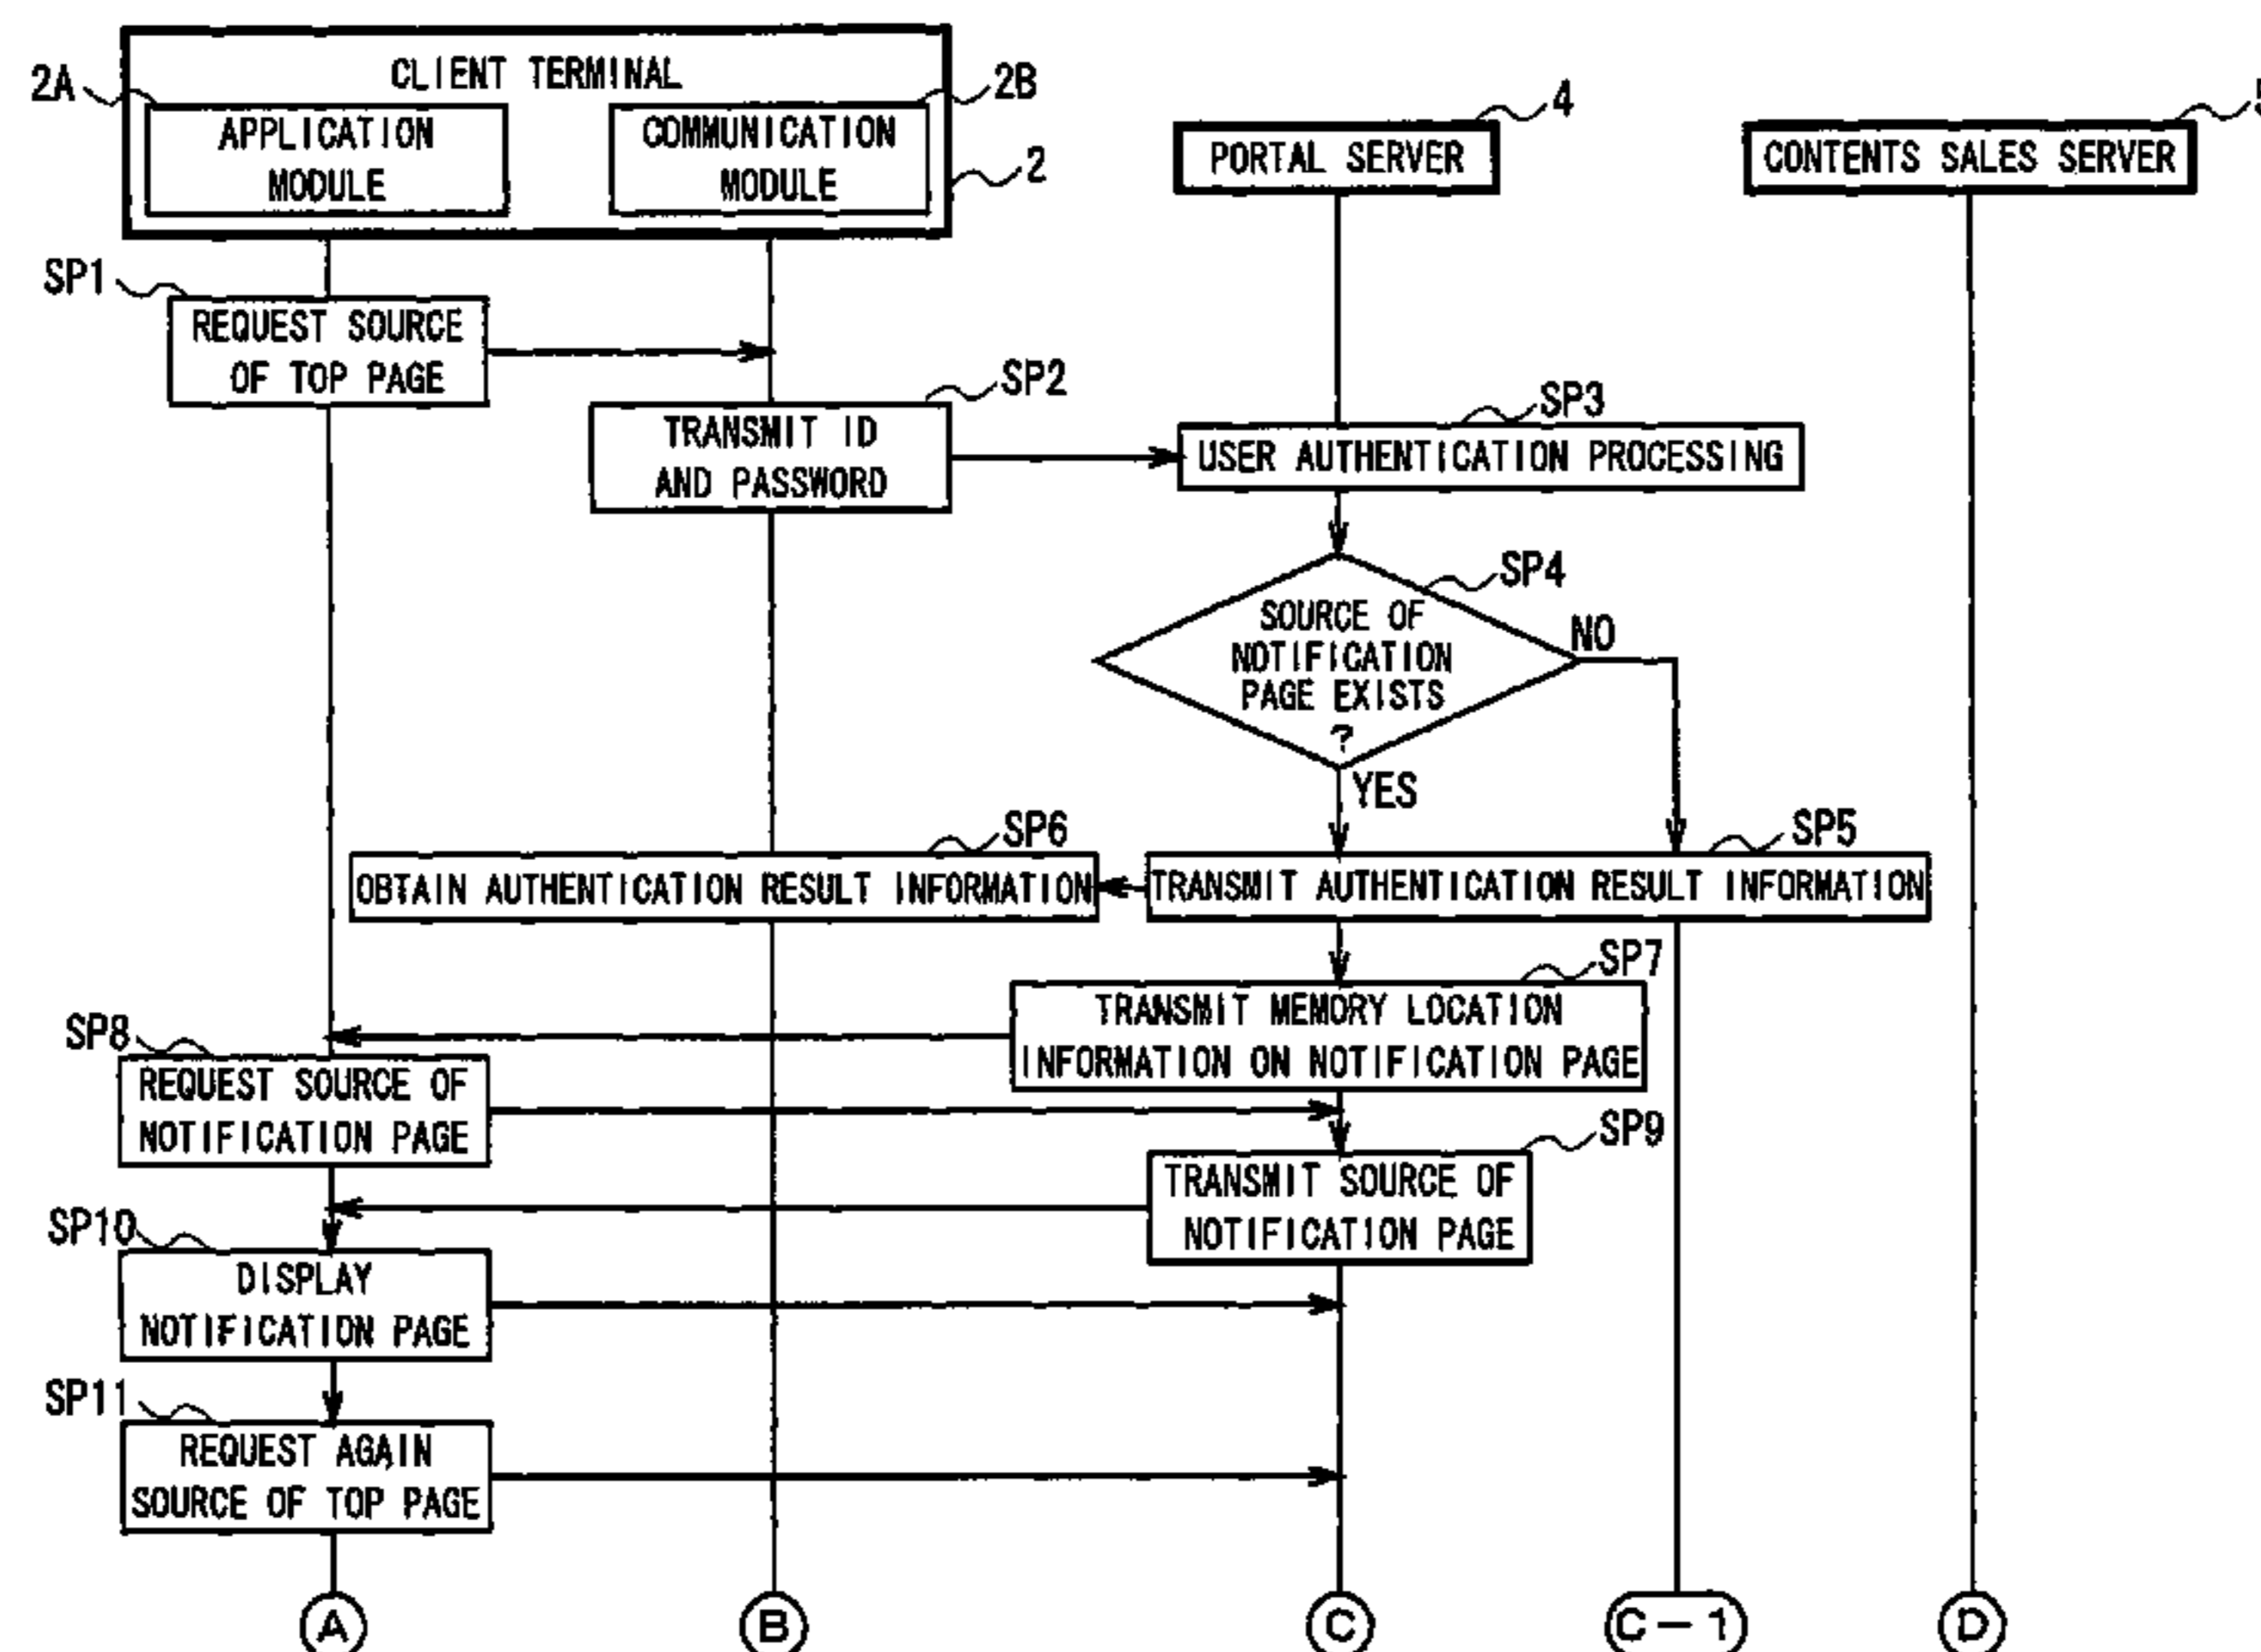 CLIENT TERMINAL
2A
2B
APPLICATION
MODULE
COMMUNICATION
MODULE
2
4
PORTAL SERVER
CONTENTS SALES SERVER
SP1
REQUEST SOURCE
OF TOP PAGE
SP2
TRANSMIT ID
AND PASSWORD
SP3
USER AUTHENTICATION PROCESSING
SP4
SOURCE OF
NOTIFICATION
PAGE EXISTS
?
NO
YES
SP6
OBTAIN AUTHENTICATION RESULT INFORMATION
SP5
TRANSMIT AUTHENTICATION RESULT INFORMATION
SP7
TRANSMIT MEMORY LOCATION
INFORMATION ON NOTIFICATION PAGE
SP8
REQUEST SOURCE OF
NOTIFICATION PAGE
SP9
TRANSMIT SOURCE OF
NOTIFICATION PAGE
SP10
DISPLAY
NOTIFICATION PAGE
SP11
REQUEST AGAIN
SOURCE OF TOP PAGE
A
B
C
C-1
D